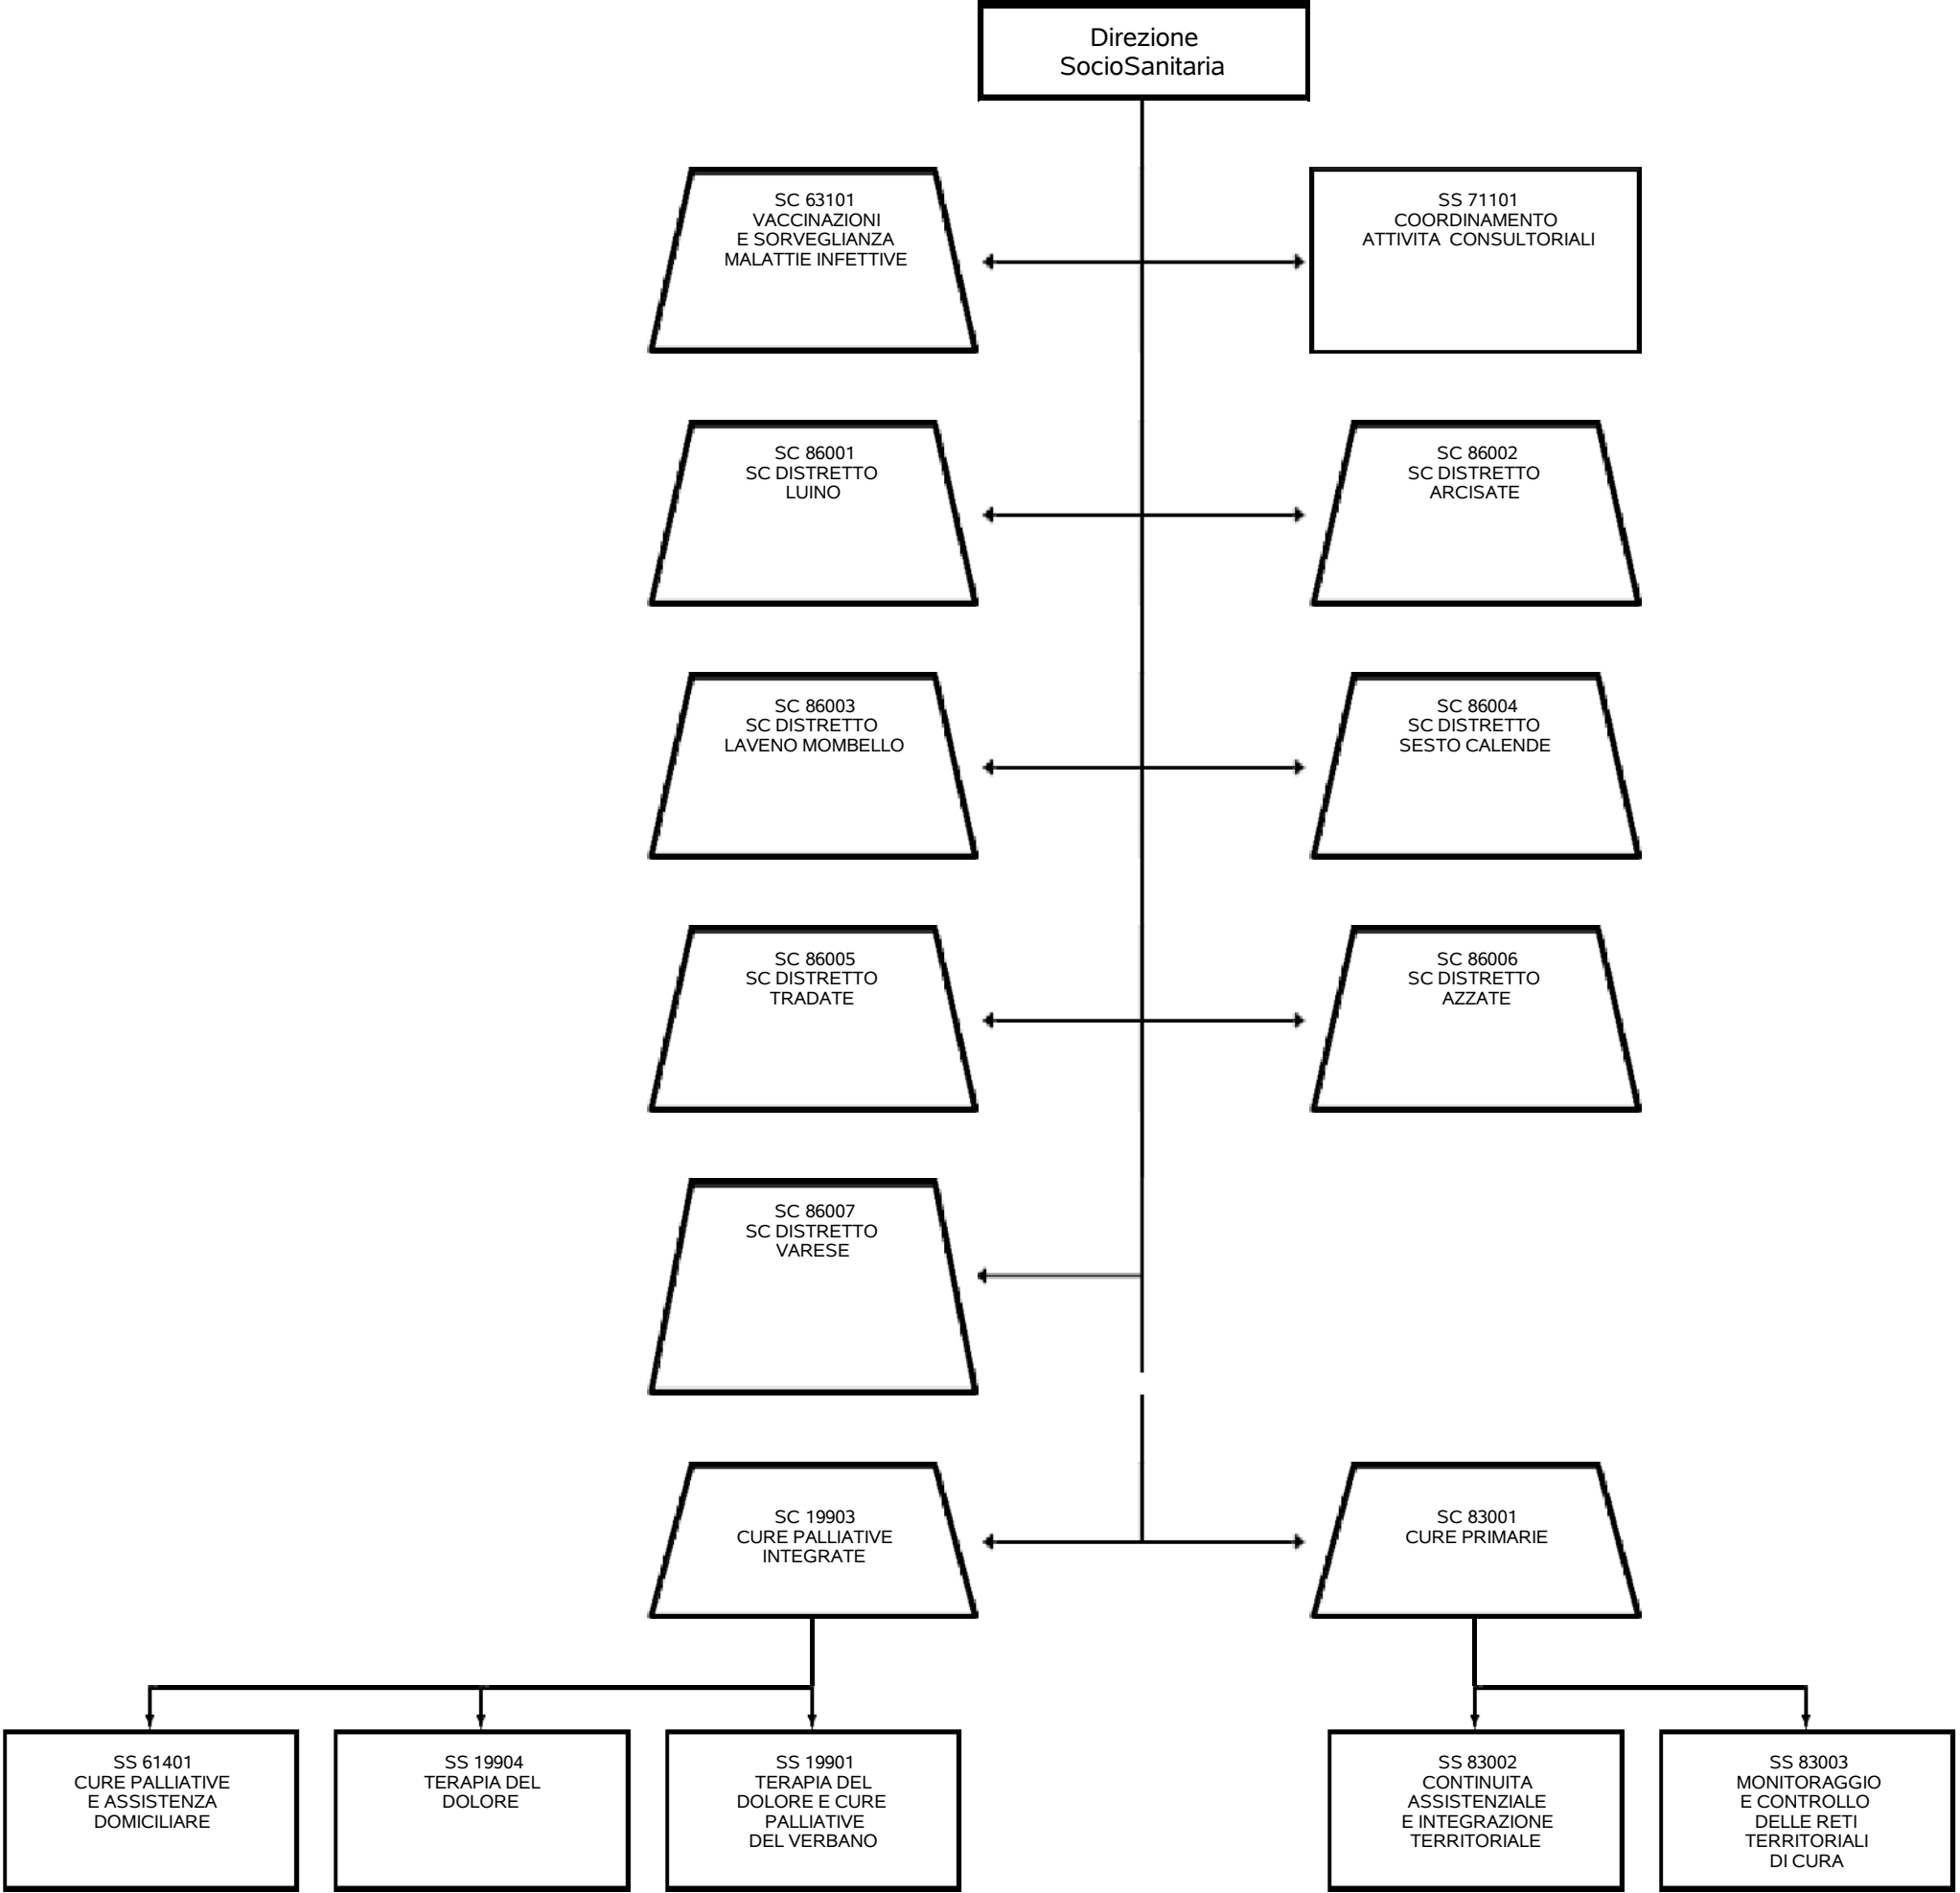 Direzione
SocioSanitaria
SC 63101
VACCINAZIONI
E SORVEGLIANZA
MALATTIE INFETTIVE
SS 71101
COORDINAMENTO
ATTIVITA CONSULTORIALI
SC 86001
SC DISTRETTO
LUINO
SC 86002
SC DISTRETTO
ARCISATE
SC 86003
SC DISTRETTO
LAVENO MOMBELLO
SC 86004
SC DISTRETTO
SESTO CALENDE
SC 86005
SC DISTRETTO
TRADATE
SC 86006
SC DISTRETTO
AZZATE
SC 86007
SC DISTRETTO
VARESE
SC 19903
CURE PALLIATIVE
INTEGRATE
SC 83001
CURE PRIMARIE
SS 61401
CURE PALLIATIVE
E ASSISTENZA
DOMICILIARE
SS 19904
TERAPIA DEL
DOLORE
SS 19901
TERAPIA DEL
DOLORE E CURE
PALLIATIVE
DEL VERBANO
SS 83002
CONTINUITA
ASSISTENZIALE
E INTEGRAZIONE
TERRITORIALE
SS 83003
MONITORAGGIO
E CONTROLLO
DELLE RETI
TERRITORIALI
DI CURA